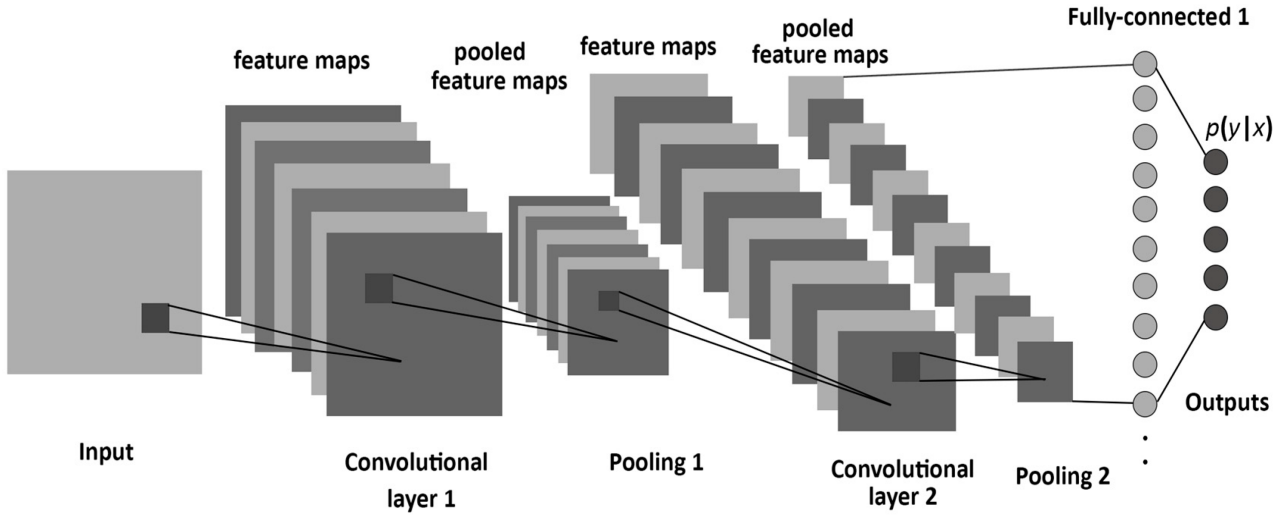 feature maps
pooled
feature maps
feature maps
pooled
feature maps
Fully-connected 1
p(y|x)
Outputs
Input
Convolutional
layer 1
Pooling 1
Convolutional
layer 2
Pooling 2